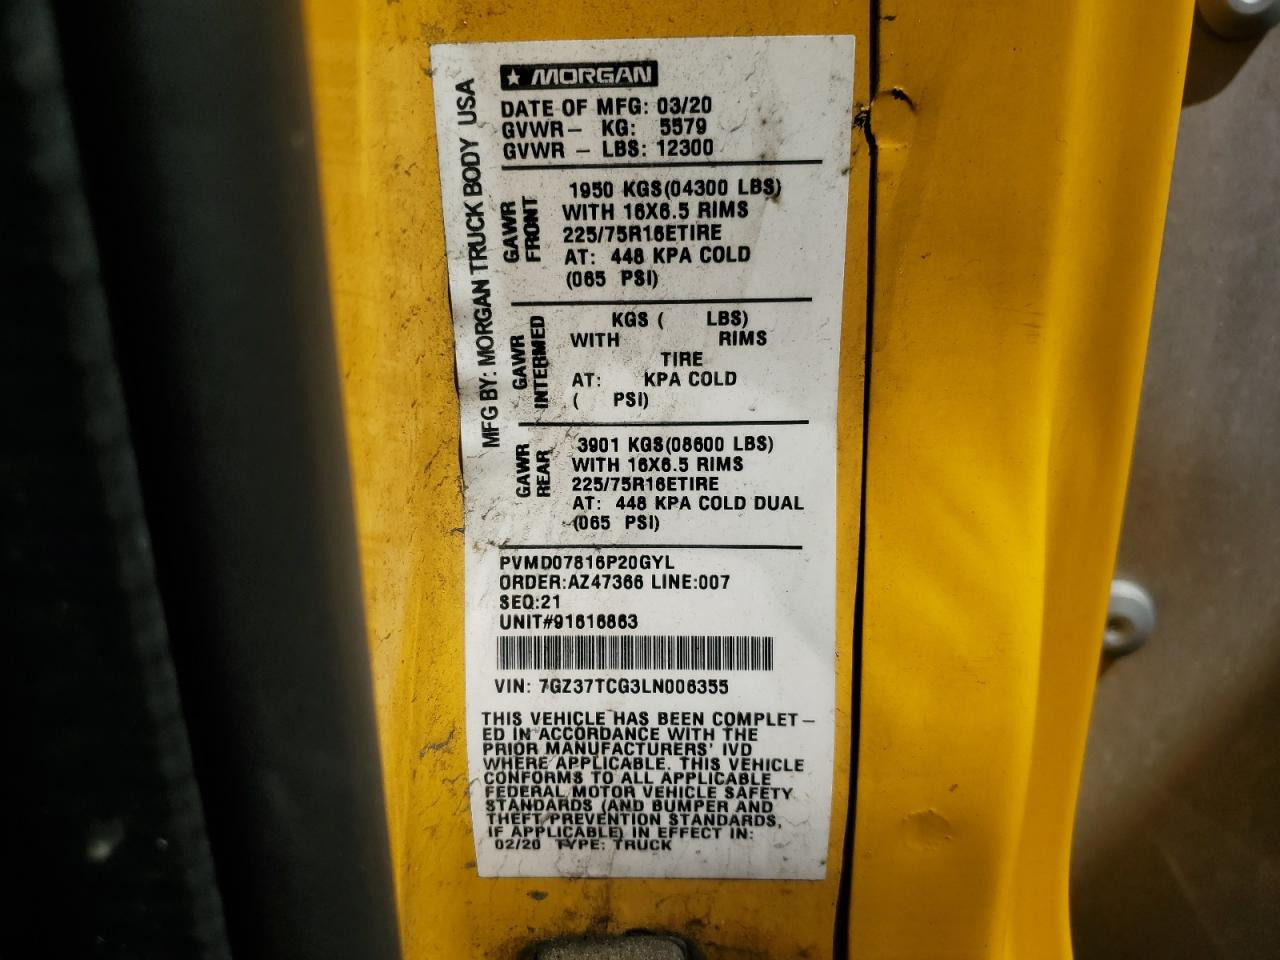 MORGAN
DATE OF MFG: 03/20
GVWR - KG: 5579
GVWR - LBS: 12300
MFG BY: MORGAN TRUCK BODY USA
GAWR FRONT
1950 KGS(04300 LBS)
WITH 16X6.5 RIMS
225/75R16ETIRE
AT: 448 KPA COLD
(065 PSI)
GAWR INTERMED
KGS ( LBS)
WITH RIMS
TIRE
AT: KPA COLD
( PSI)
GAWR REAR
3901 KGS(08600 LBS)
WITH 16X6.5 RIMS
225/75R16ETIRE
AT: 448 KPA COLD DUAL
(065 PSI)
PVMD07816P20GYL
ORDER:AZ47366 LINE:007
SEQ:21
UNIT#91616863
VIN: 7GZ37TCG3LN006355
THIS VEHICLE HAS BEEN COMPLET-
ED IN ACCORDANCE WITH THE
PRIOR MANUFACTURERS' IVD
WHERE APPLICABLE. THIS VEHICLE
CONFORMS TO ALL APPLICABLE
FEDERAL MOTOR VEHICLE SAFETY
STANDARDS (AND BUMPER AND
THEFT PREVENTION STANDARDS,
IF APPLICABLE) IN EFFECT IN:
02/20 TYPE: TRUCK